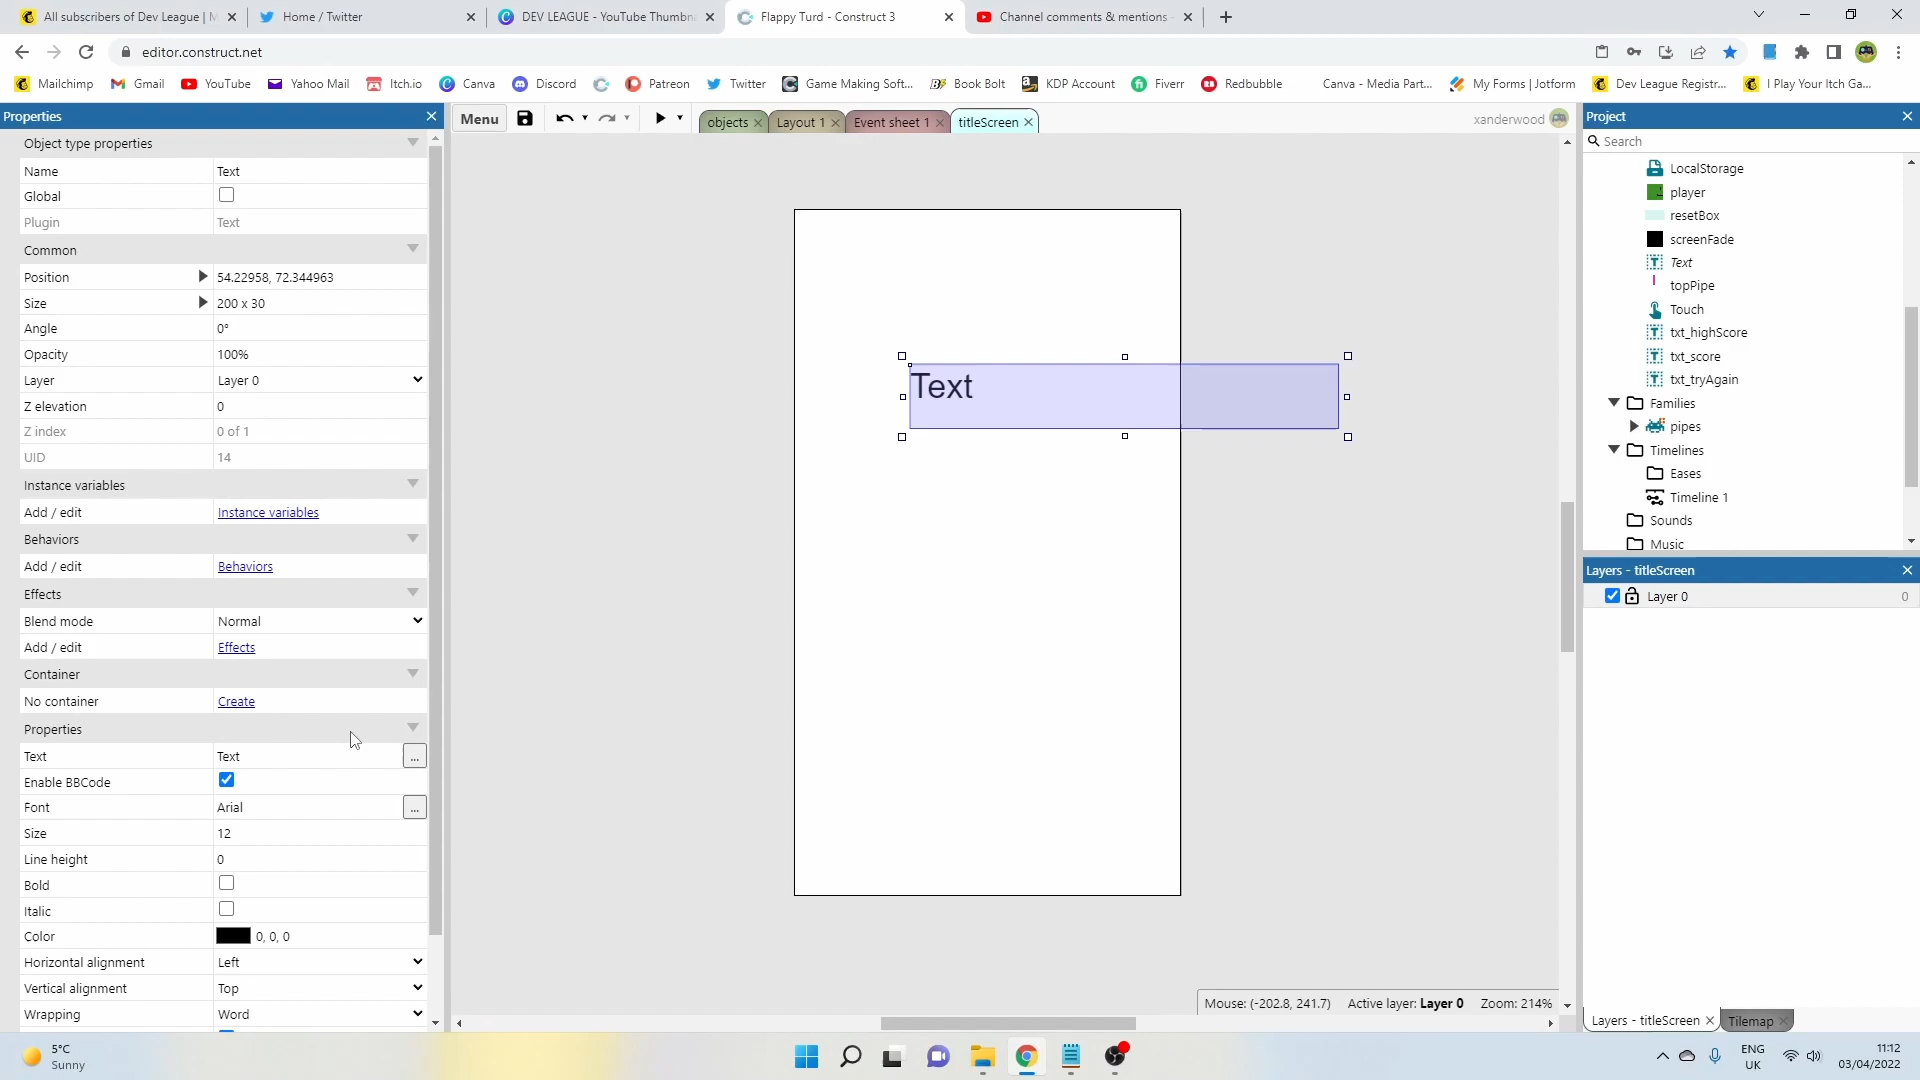 All subscribers of Dev League | M
Home / Twitter
DEV LEAGUE - YouTube Thumbn
Flappy Turd - Construct 3
Channel comments & mentions
editor.construct.net
Mailchimp
Gmail
YouTube
Yahoo Mail
Itch.io
Canva
Discord
Patreon
Twitter
Game Making Soft...
Book Bolt
KDP Account
Fiverr
Redbubble
Canva - Media Part...
My Forms | Jotform
Dev League Registr...
I Play Your Itch Ga...
Properties
Menu
objects
Layout 1
Event sheet 1
titleScreen
xanderwood
Project
Search
Object type properties
Name Text
Global
Plugin Text
Common
Position 54.22958, 72.344963
Size 200 x 30
Angle 0°
Opacity 100%
Layer Layer 0
Z elevation 0
Z index 0 of 1
UID 14
Instance variables
Add / edit Instance variables
Behaviors
Add / edit Behaviors
Effects
Blend mode Normal
Add / edit Effects
Container
No container Create
Properties
Text Text ...
Enable BBCode
Font Arial ...
Size 12
Line height 0
Bold
Italic
Color 0, 0, 0
Horizontal alignment Left
Vertical alignment Top
Wrapping Word
Text
Mouse: (-202.8, 241.7) Active layer: Layer 0 Zoom: 214%
LocalStorage
player
resetBox
screenFade
Text
topPipe
Touch
txt_highScore
txt_score
txt_tryAgain
Families
pipes
Timelines
Eases
Timeline 1
Sounds
Music
Layers - titleScreen
Layer 0 0
Layers - titleScreen
Tilemap
5°C
Sunny
ENG
UK
11:12
03/04/2022